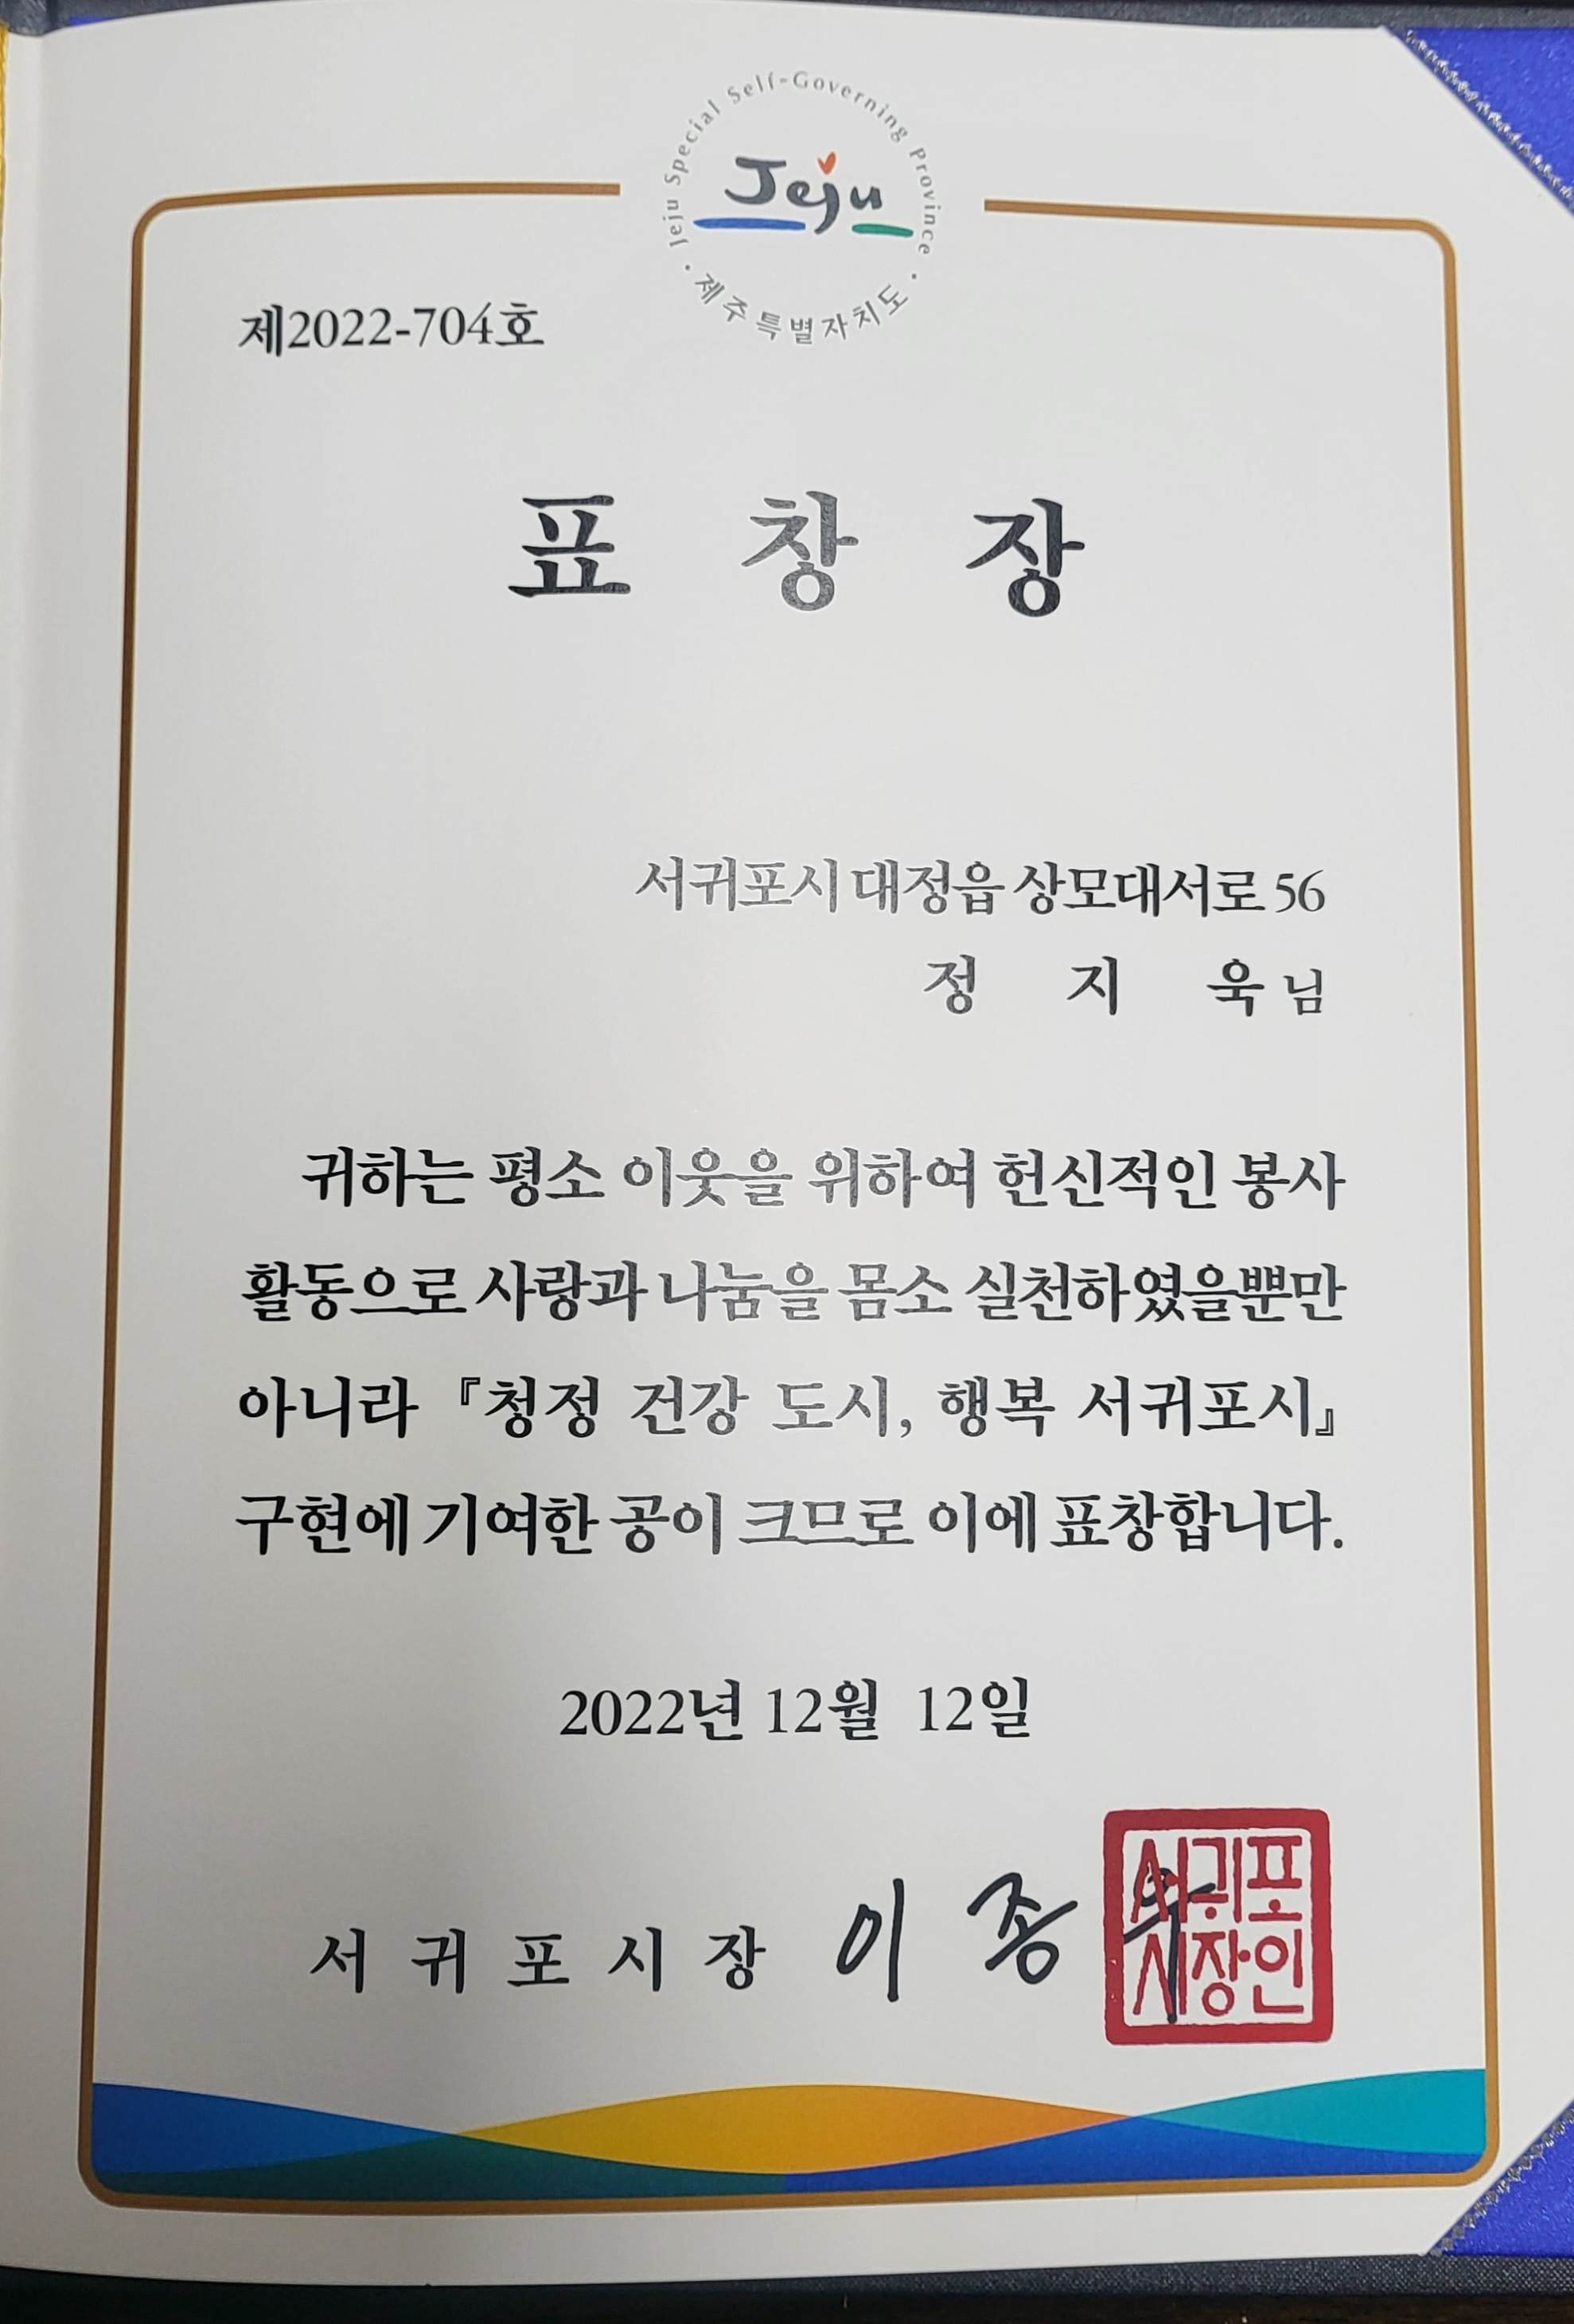 Jeju Special Self-Governing Province
Jeju
제주특별자치도
제2022-704호
표 창 장
서귀포시 대정읍 상모대서로 56
정 지 욱 님
귀하는 평소 이웃을 위하여 헌신적인 봉사
활동으로 사랑과 나눔을 몸소 실천하였을뿐만
아니라 『청정 건강 도시, 행복 서귀포시』
구현에 기여한 공이 크므로 이에 표창합니다.
2022년 12월 12일
서 귀 포 시 장 이 종 우
서귀포
시장인